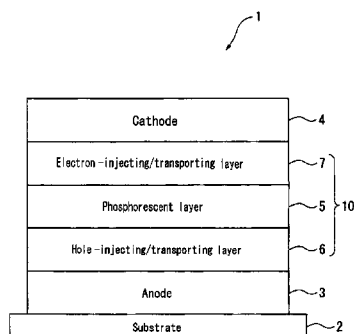 1
Cathode 4
Electron-injecting/transporting layer 7
Phosphorescent layer 5 10
Hole-injecting/transporting layer 6
Anode 3
Substrate 2